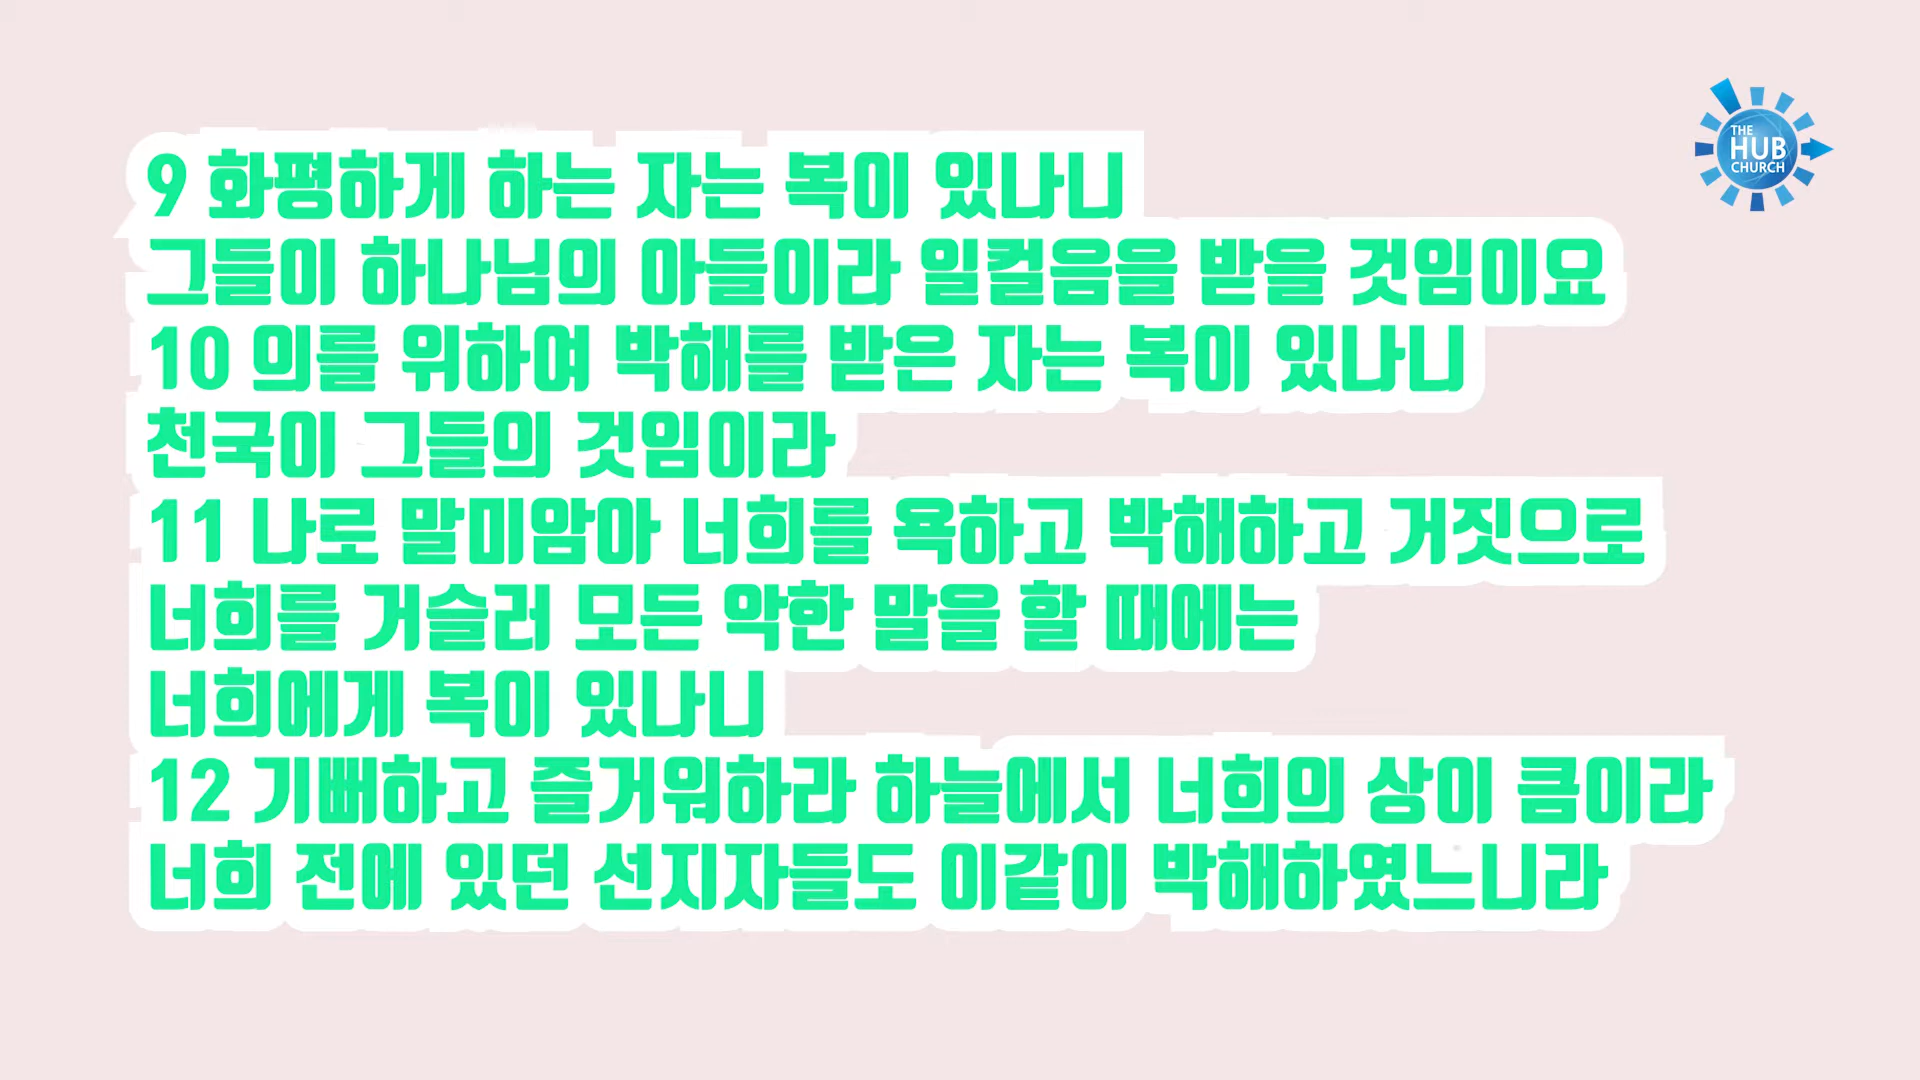 THE
HUB
CHURCH
9 화평하게 하는 자는 복이 있나니
그들이 하나님의 아들이라 일컬음을 받을 것임이요
10 의를 위하여 박해를 받은 자는 복이 있나니
천국이 그들의 것임이라
11 나로 말미암아 너희를 욕하고 박해하고 거짓으로
너희를 거슬러 모든 악한 말을 할 때에는
너희에게 복이 있나니
12 기뻐하고 즐거워하라 하늘에서 너희의 상이 큼이라
너희 전에 있던 선지자들도 이같이 박해하였느니라